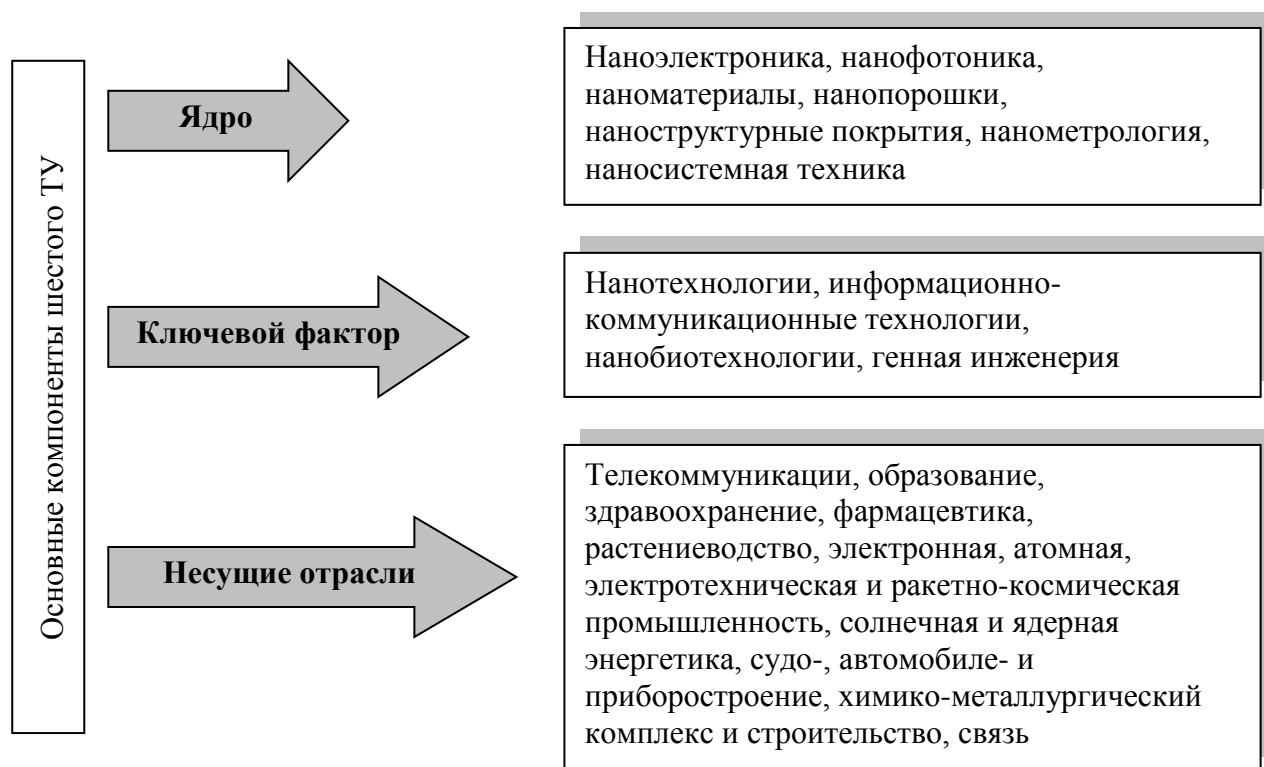 Основные компоненты шестого ТУ
Ядро
Наноэлектроника, нанофотоника,
наноматериалы, нанопорошки,
наноструктурные покрытия, нанометрология,
наносистемная техника
Ключевой фактор
Нанотехнологии, информационно-
коммуникационные технологии,
нанобиотехнологии, генная инженерия
Несущие отрасли
Телекоммуникации, образование,
здравоохранение, фармацевтика,
растениеводство, электронная, атомная,
электротехническая и ракетно-космическая
промышленность, солнечная и ядерная
энергетика, судо-, автомобиле- и
приборостроение, химико-металлургический
комплекс и строительство, связь